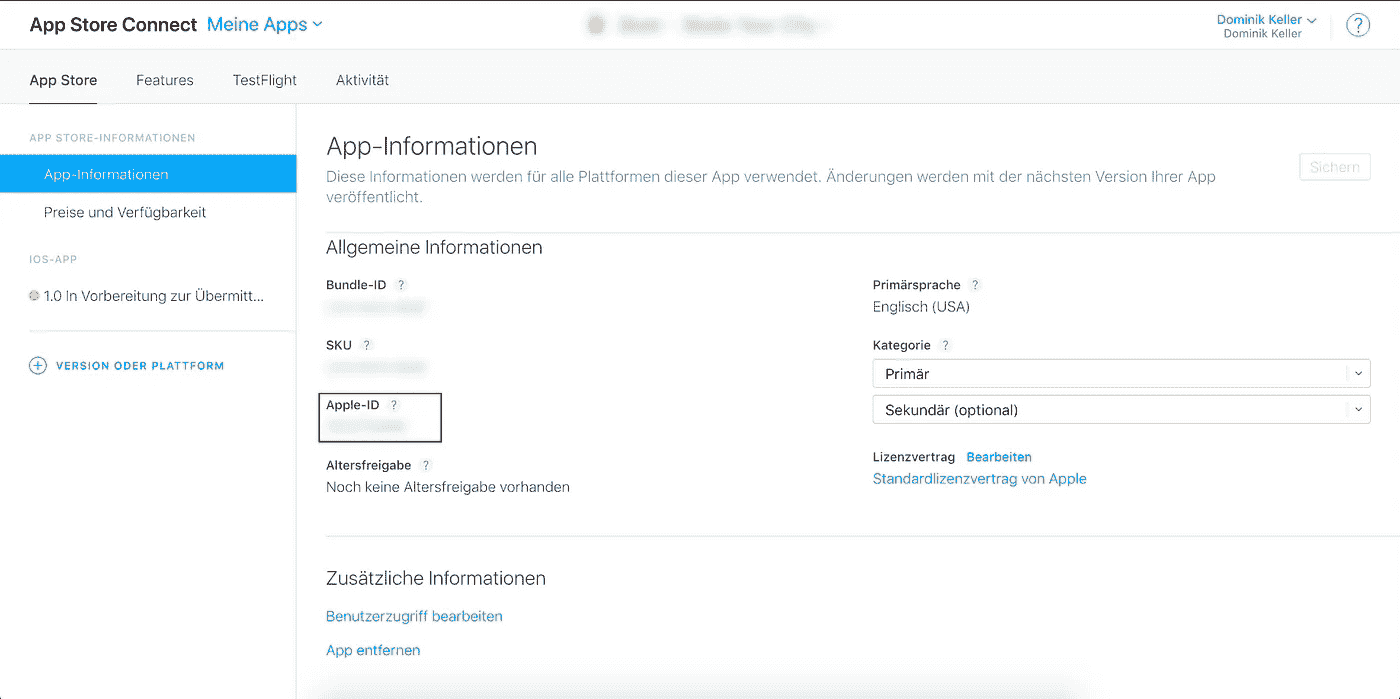 App Store Connect Meine Apps
Dominik Keller
Dominik Keller
?
App Store Features TestFlight Aktivität
APP STORE-INFORMATIONEN
App-Informationen
Preise und Verfügbarkeit
IOS-APP
1.0 In Vorbereitung zur Übermitt...
VERSION ODER PLATTFORM
App-Informationen
Sichern
Diese Informationen werden für alle Plattformen dieser App verwendet. Änderungen werden mit der nächsten Version Ihrer App
veröffentlicht.
Allgemeine Informationen
Bundle-ID ?
SKU ?
Apple-ID ?
Altersfreigabe ?
Noch keine Altersfreigabe vorhanden
Primärsprache ?
Englisch (USA)
Kategorie ?
Primär
Sekundär (optional)
Lizenzvertrag Bearbeiten
Standardlizenzvertrag von Apple
Zusätzliche Informationen
Benutzerzugriff bearbeiten
App entfernen